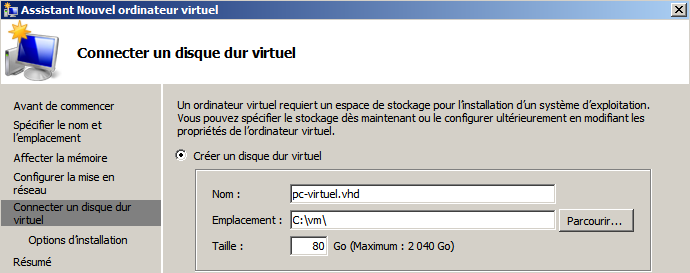 Assistant Nouvel ordinateur virtuel
Connecter un disque dur virtuel
Avant de commencer
Spécifier le nom et
l'emplacement
Affecter la mémoire
Configurer la mise en
réseau
Connecter un disque dur
virtuel
Options d'installation
Résumé
Un ordinateur virtuel requiert un espace de stockage pour l'installation d'un système d'exploitation.
Vous pouvez spécifier le stockage dès maintenant ou le configurer ultérieurement en modifiant les
propriétés de l'ordinateur virtuel.
Créer un disque dur virtuel
Nom : pc-virtuel.vhd
Emplacement : C:\vm\ Parcourir...
Taille : 80 Go (Maximum : 2 040 Go)